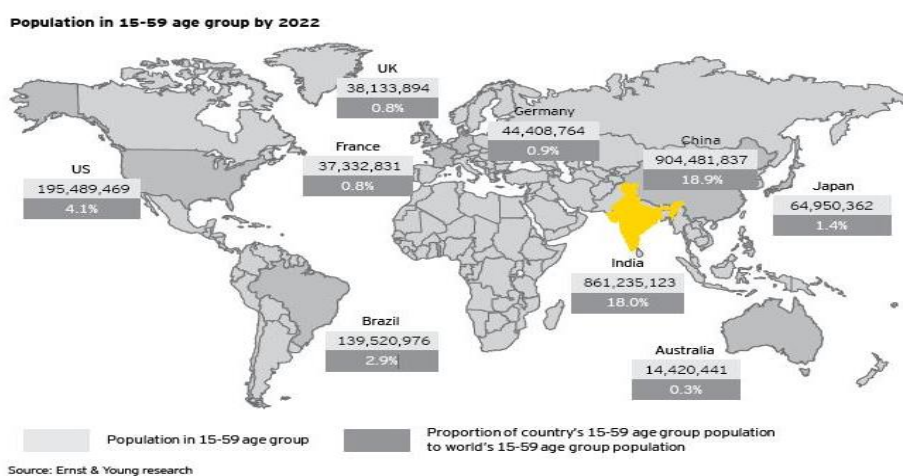 Population in 15-59 age group by 2022
UK
38,133,894
0.8%
Germany
44,408,764
0.9%
France
37,332,831
0.8%
China
904,481,837
18.9%
US
195,489,469
4.1%
Japan
64,950,362
1.4%
India
861,235,123
18.0%
Brazil
139,520,976
2.9%
Australia
14,420,441
0.3%
Population in 15-59 age group
Proportion of country's 15-59 age group population
to world's 15-59 age group population
Source: Ernst & Young research